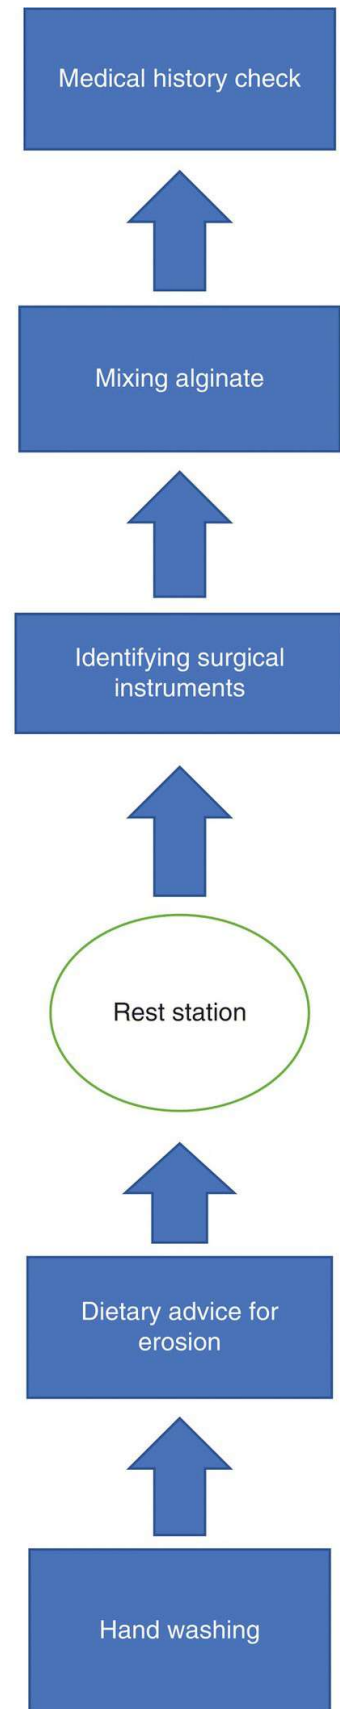 Medical history check
Mixing alginate
Identifying surgical
instruments
Rest station
Dietary advice for
erosion
Hand washing